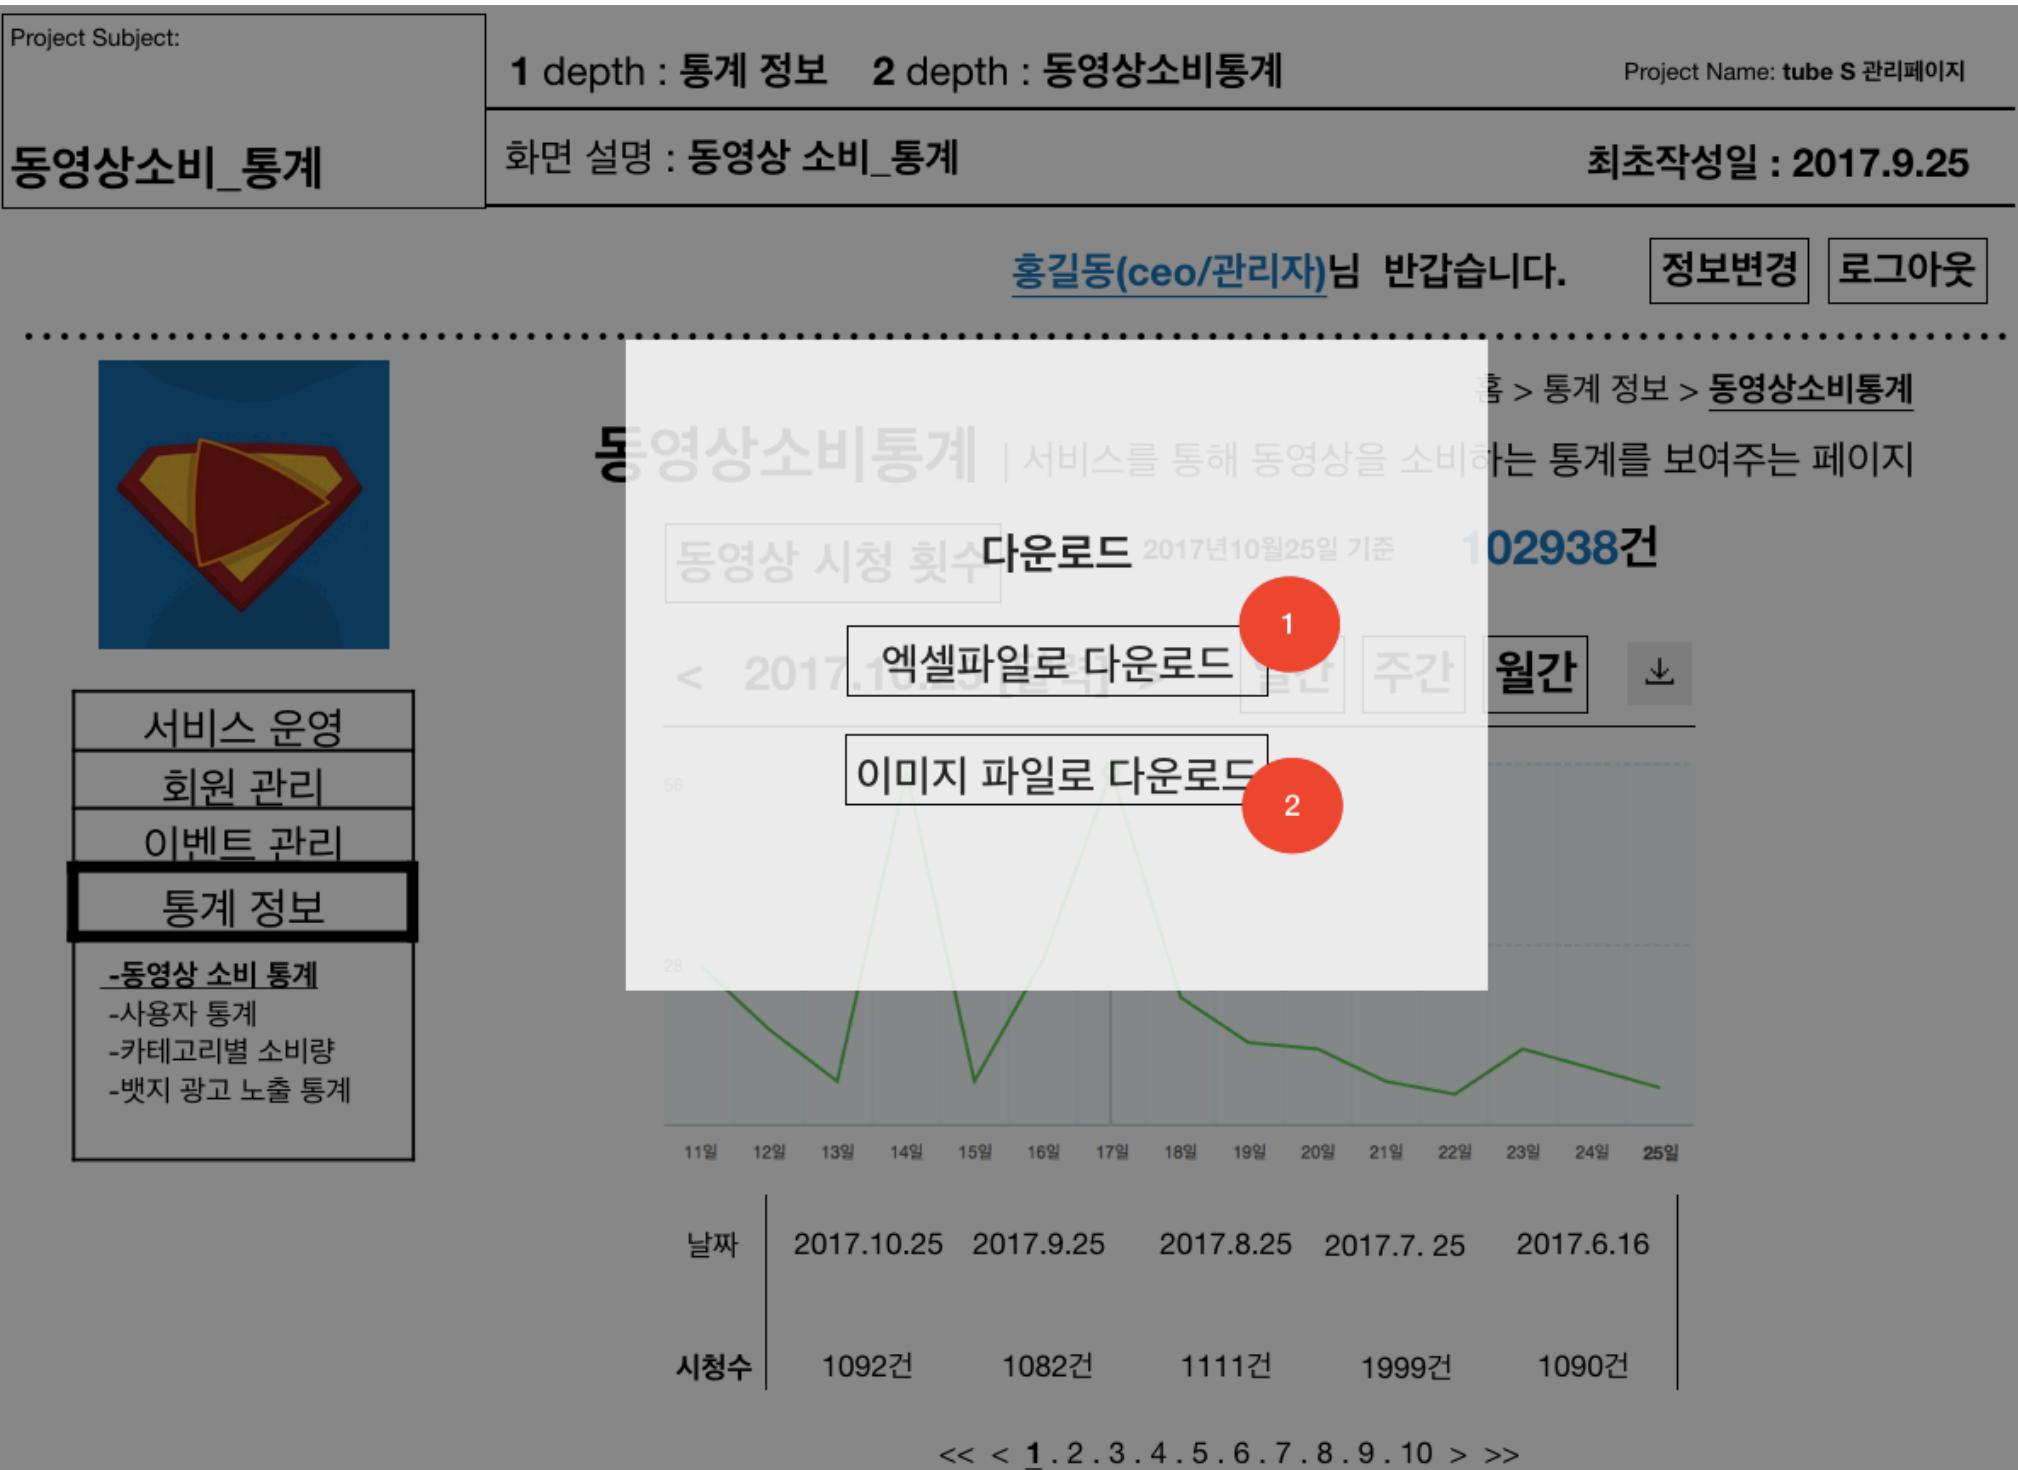 Project Subject:
동영상소비_통계
1 depth : 통계 정보 2 depth : 동영상소비통계
Project Name: tube S 관리페이지
화면 설명 : 동영상 소비_통계
최초작성일 : 2017.9.25
홍길동(ceo/관리자)님 반갑습니다.
정보변경
로그아웃
홈 > 통계 정보 > 동영상소비통계
동영상소비통계 | 서비스를 통해 동영상을 소비하는 통계를 보여주는 페이지
동영상 시청 횟수
다운로드
2017년10월25일 기준
102938건
1
엑셀파일로 다운로드
< 2017.10.25 [달력] >
일간
주간
월간
이미지 파일로 다운로드
2
56
28
서비스 운영
회원 관리
이벤트 관리
통계 정보
-동영상 소비 통계
-사용자 통계
-카테고리별 소비량
-뱃지 광고 노출 통계
11일 12일 13일 14일 15일 16일 17일 18일 19일 20일 21일 22일 23일 24일 25일
날짜 2017.10.25 2017.9.25 2017.8.25 2017.7. 25 2017.6.16
시청수 1092건 1082건 1111건 1999건 1090건
<< < 1 . 2 . 3 . 4 . 5 . 6 . 7 . 8 . 9 . 10 > >>